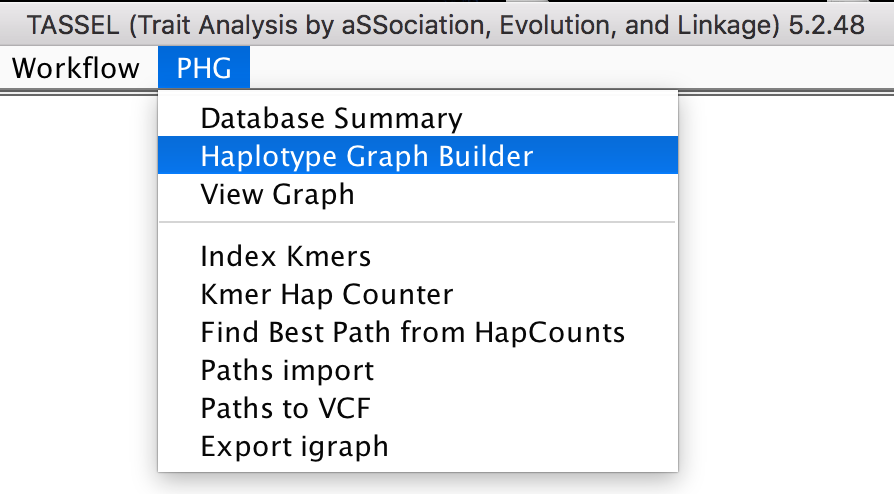 TASSEL (Trait Analysis by aSSociation, Evolution, and Linkage) 5.2.48
Workflow PHG
Database Summary
Haplotype Graph Builder
View Graph
Index Kmers
Kmer Hap Counter
Find Best Path from HapCounts
Paths import
Paths to VCF
Export igraph